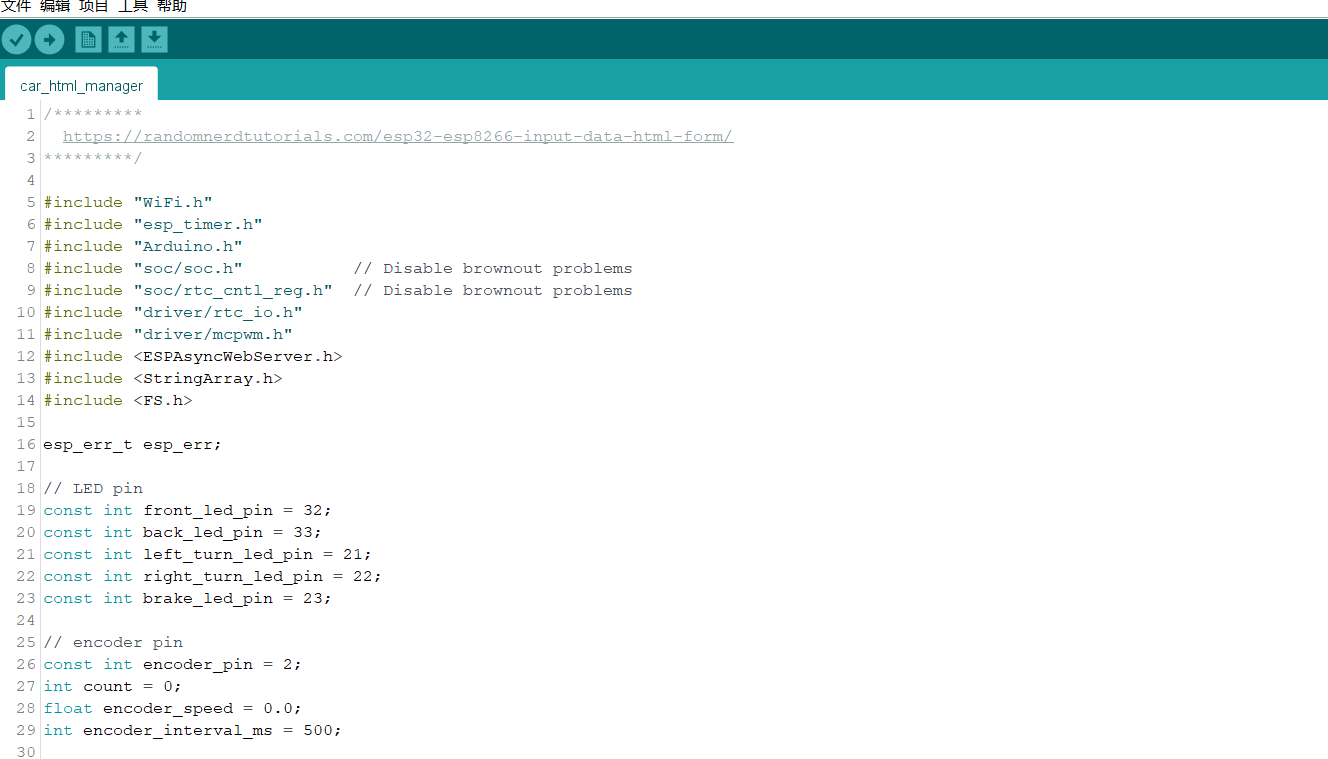 文件 编辑 项目 工具 帮助
car_html_manager
1 /*********
2   https://randomnerdtutorials.com/esp32-esp8266-input-data-html-form/
3 *********/
4
5 #include "WiFi.h"
6 #include "esp_timer.h"
7 #include "Arduino.h"
8 #include "soc/soc.h"           // Disable brownout problems
9 #include "soc/rtc_cntl_reg.h"  // Disable brownout problems
10 #include "driver/rtc_io.h"
11 #include "driver/mcpwm.h"
12 #include <ESPAsyncWebServer.h>
13 #include <StringArray.h>
14 #include <FS.h>
15
16 esp_err_t esp_err;
17
18 // LED pin
19 const int front_led_pin = 32;
20 const int back_led_pin = 33;
21 const int left_turn_led_pin = 21;
22 const int right_turn_led_pin = 22;
23 const int brake_led_pin = 23;
24
25 // encoder pin
26 const int encoder_pin = 2;
27 int count = 0;
28 float encoder_speed = 0.0;
29 int encoder_interval_ms = 500;
30